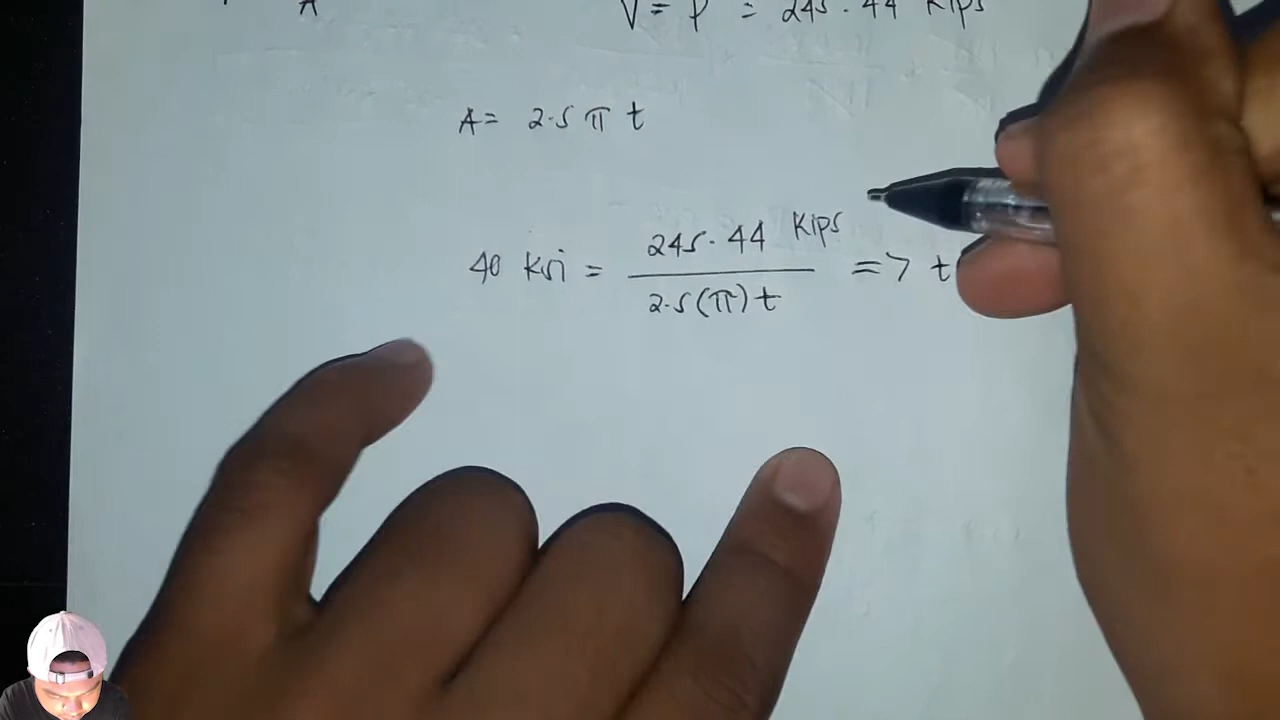 A
V = P = 245.44 Kips
A = 2.5 π t
40 Ksi = 245.44 Kips / 2.5(π)t => t